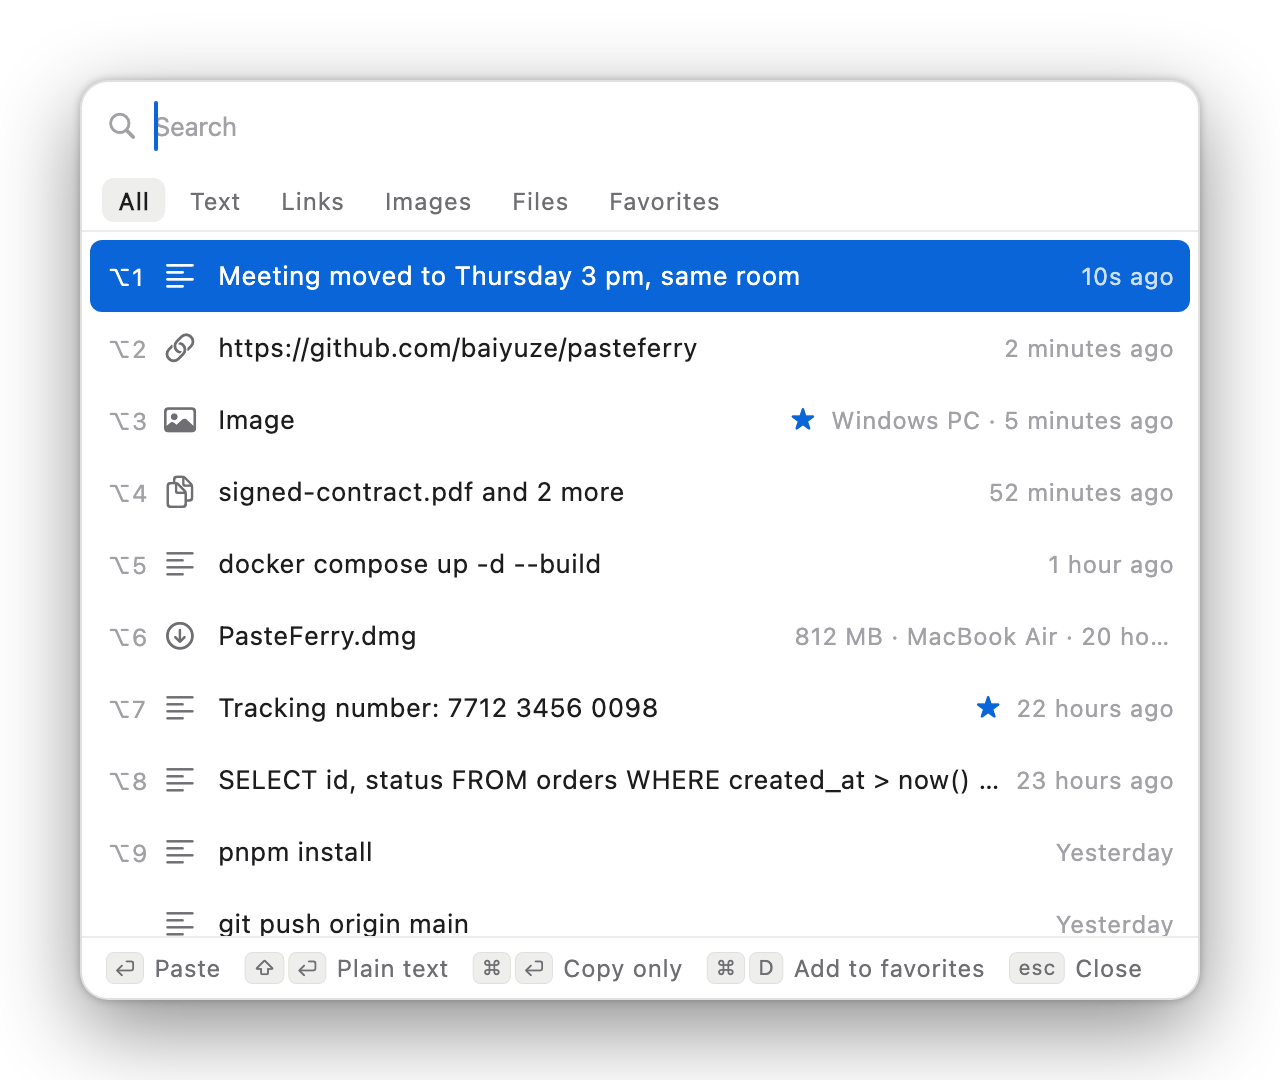 Search
All Text Links Images Files Favorites
⌥1 Meeting moved to Thursday 3 pm, same room 10s ago
⌥2 https://github.com/baiyuze/pasteferry 2 minutes ago
⌥3 Image Windows PC · 5 minutes ago
⌥4 signed-contract.pdf and 2 more 52 minutes ago
⌥5 docker compose up -d --build 1 hour ago
⌥6 PasteFerry.dmg 812 MB · MacBook Air · 20 ho...
⌥7 Tracking number: 7712 3456 0098 22 hours ago
⌥8 SELECT id, status FROM orders WHERE created_at > now() ... 23 hours ago
⌥9 pnpm install Yesterday
git push origin main Yesterday
Paste Plain text ⌘ Copy only ⌘ D Add to favorites esc Close